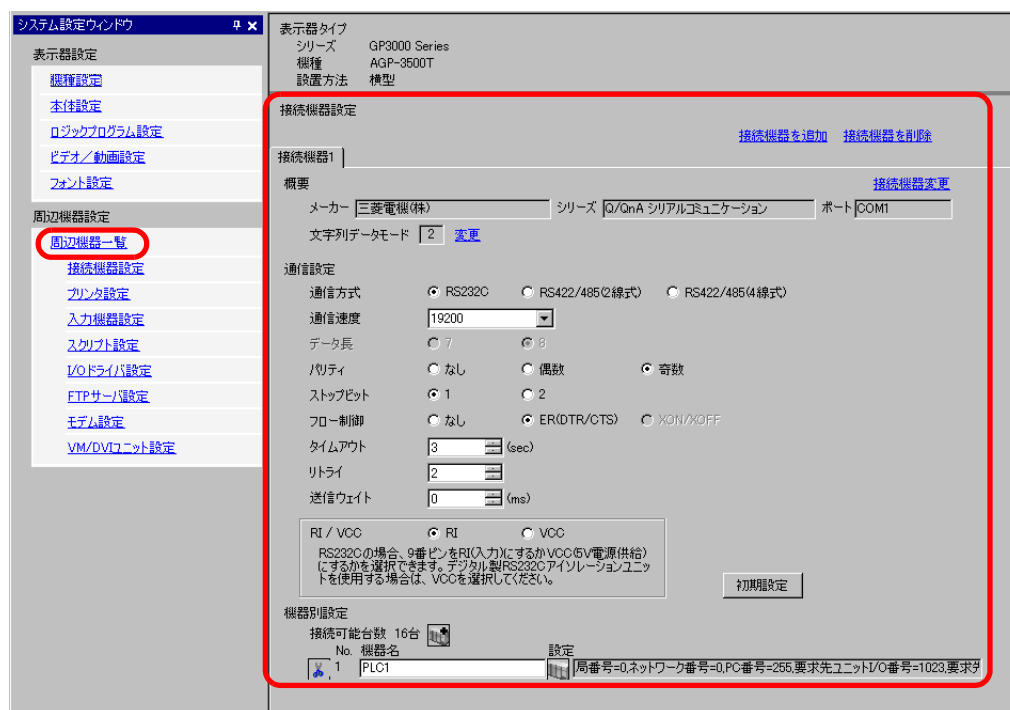 システム設定ウィンドウ
表示器設定
機種設定
本体設定
ロジックプログラム設定
ビデオ／動画設定
フォント設定
周辺機器設定
周辺機器一覧
接続機器設定
プリンタ設定
入力機器設定
スクリプト設定
I/Oドライバ設定
FTPサーバ設定
モデム設定
VM/DVIユニット設定
表示器タイプ
シリーズ GP3000 Series
機種 AGP-3500T
設置方法 横型
接続機器設定
接続機器を追加 接続機器を削除
接続機器1
概要 接続機器変更
メーカー 三菱電機(株) シリーズ Q/QnA シリアルコミュニケーション ポート COM1
文字列データモード 2 変更
通信設定
通信方式 RS232C RS422/485(2線式) RS422/485(4線式)
通信速度 19200
データ長 7 8
パリティ なし 偶数 奇数
ストップビット 1 2
フロー制御 なし ER(DTR/CTS) XON/XOFF
タイムアウト 3 (sec)
リトライ 2
送信ウェイト 0 (ms)
RI / VCC RI VCC
RS232Cの場合、9番ピンをRI(入力)にするかVCC(5V電源供給)
にするかを選択できます。デジタル製RS232Cアイソレーションユニッ
トを使用する場合は、VCCを選択してください。
初期設定
機器別設定
接続可能台数 16台
No. 機器名 設定
1 PLC1 局番号=0,ネットワーク番号=0,PC番号=255,要求先ユニットI/O番号=1023,要求